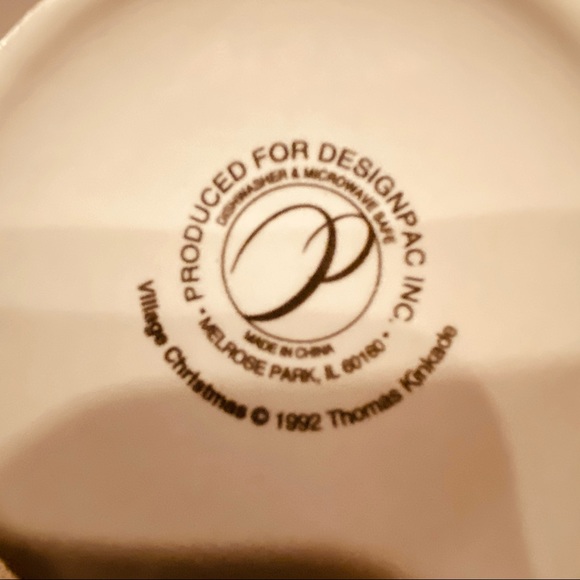 PRODUCED FOR DESIGNPAC INC.
DISHWASHER & MICROWAVE SAFE
P
MADE IN CHINA
• MELROSE PARK, IL 60160 •
Village Christmas © 1992 Thomas Kinkade